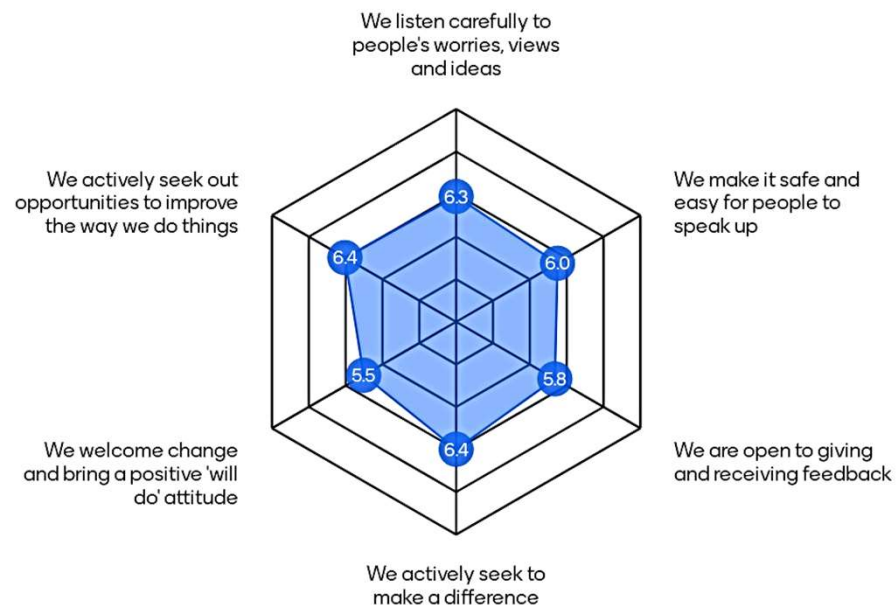 We listen carefully to
people's worries, views
and ideas
We make it safe and
easy for people to
speak up
We are open to giving
and receiving feedback
We actively seek to
make a difference
We welcome change
and bring a positive 'will
do' attitude
We actively seek out
opportunities to improve
the way we do things
6.3
6.0
5.8
6.4
5.5
6.4